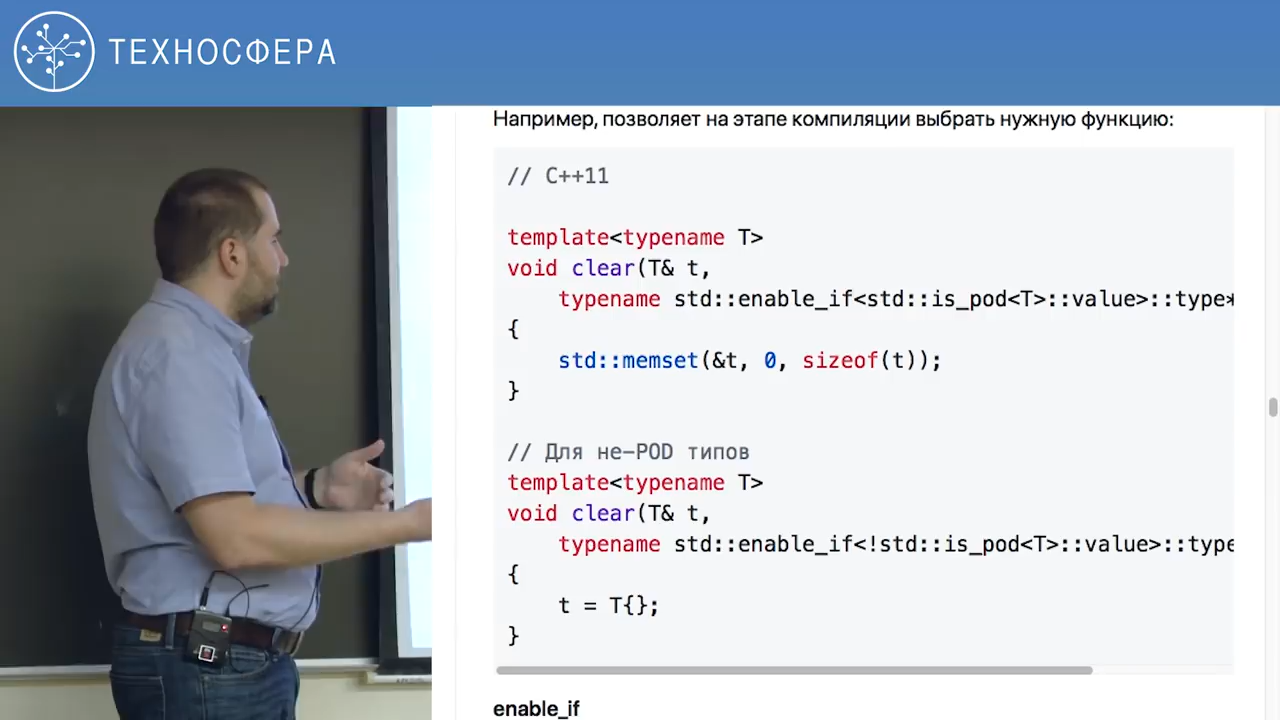 ТЕХНОСФЕРА
Например, позволяет на этапе компиляции выбрать нужную функцию:
// C++11
template<typename T>
void clear(T& t,
    typename std::enable_if<std::is_pod<T>::value>::type*
{
    std::memset(&t, 0, sizeof(t));
}
// Для не-POD типов
template<typename T>
void clear(T& t,
    typename std::enable_if<!std::is_pod<T>::value>::type
{
    t = T{};
}
enable_if